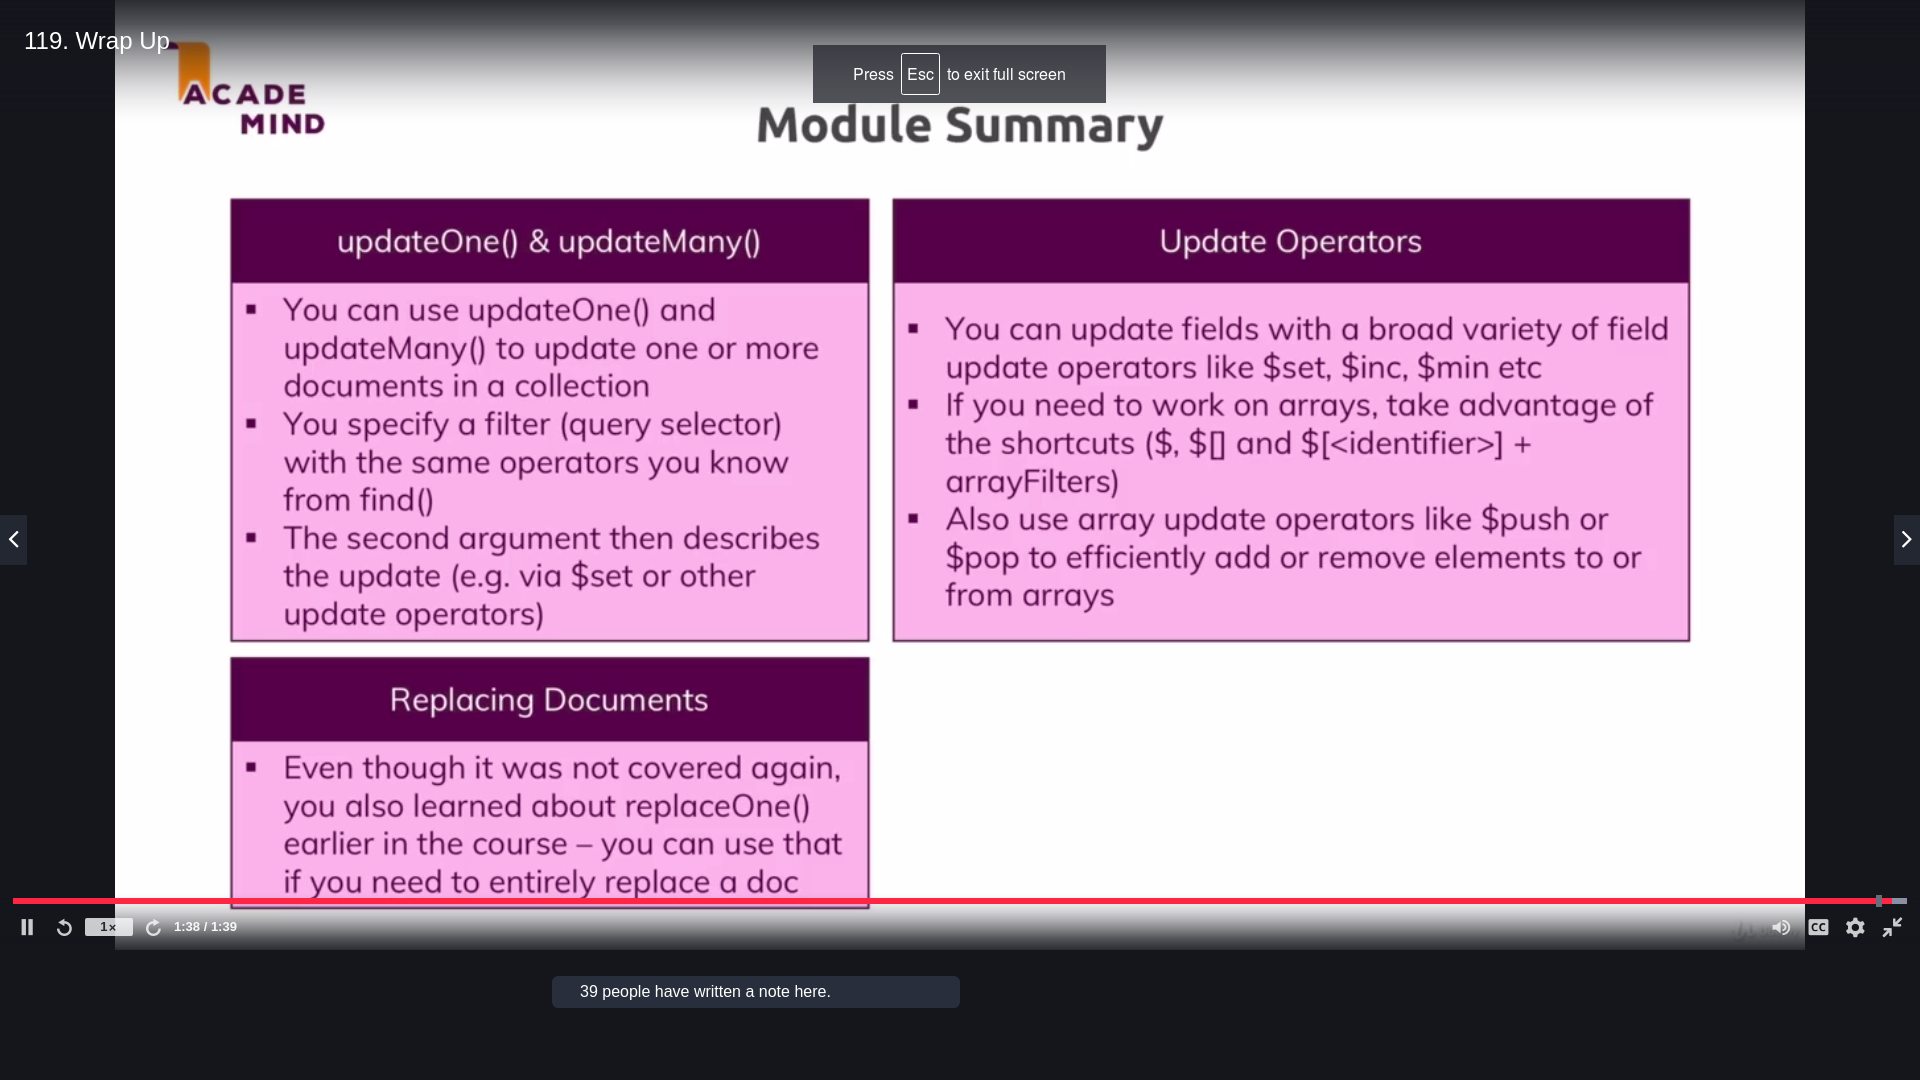 119. Wrap Up
ACADE
MIND
Press Esc to exit full screen
Module Summary
updateOne() & updateMany()
▪ You can use updateOne() and
updateMany() to update one or more
documents in a collection
▪ You specify a filter (query selector)
with the same operators you know
from find()
▪ The second argument then describes
the update (e.g. via $set or other
update operators)
Update Operators
▪ You can update fields with a broad variety of field
update operators like $set, $inc, $min etc
▪ If you need to work on arrays, take advantage of
the shortcuts ($, $[] and $[<identifier>] +
arrayFilters)
▪ Also use array update operators like $push or
$pop to efficiently add or remove elements to or
from arrays
Replacing Documents
▪ Even though it was not covered again,
you also learned about replaceOne()
earlier in the course – you can use that
if you need to entirely replace a doc
1× 1:38 / 1:39 CC
39 people have written a note here.